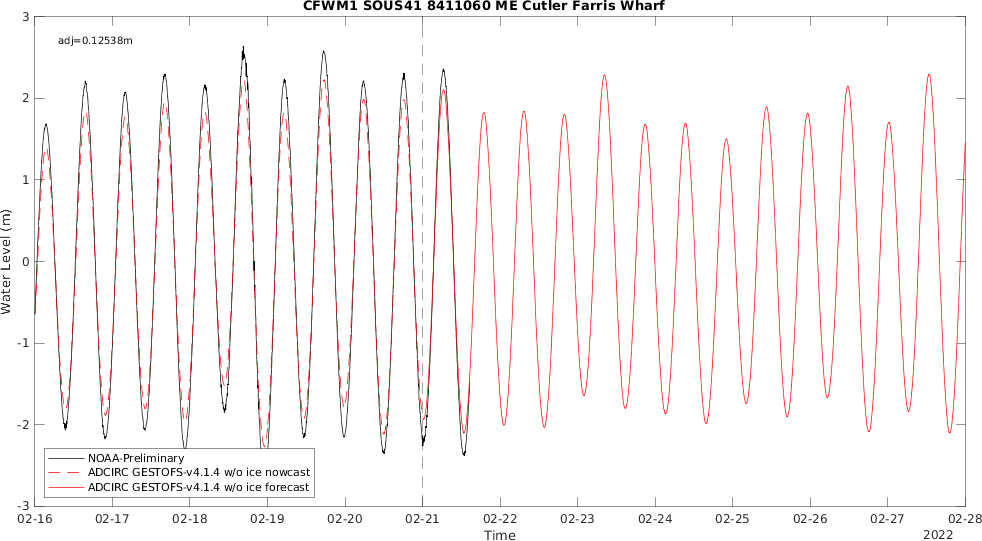 CFWM1 SOUS41 8411060 ME Cutler Farris Wharf
adj=0.12538m
3
2
1
0
-1
-2
-3
Water Level (m)
NOAA-Preliminary
ADCIRC GESTOFS-v4.1.4 w/o ice nowcast
ADCIRC GESTOFS-v4.1.4 w/o ice forecast
02-16 02-17 02-18 02-19 02-20 02-21 02-22 02-23 02-24 02-25 02-26 02-27 02-28
Time
2022